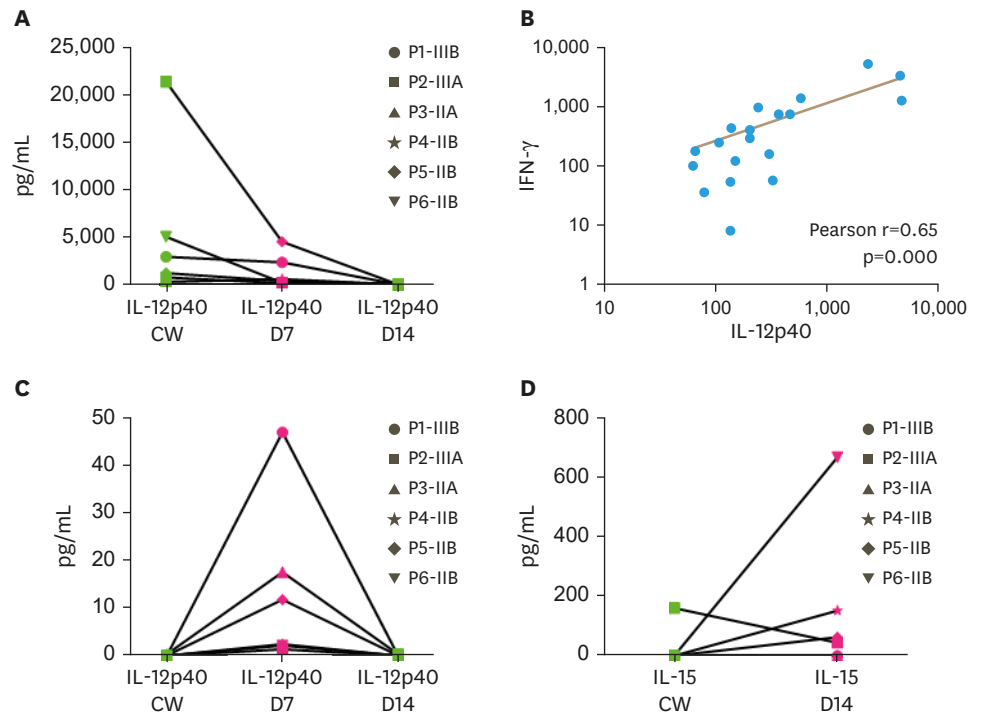 A
pg/mL
25,000
20,000
15,000
10,000
5,000
0
IL-12p40 CW
IL-12p40 D7
IL-12p40 D14
P1-IIIB
P2-IIIA
P3-IIA
P4-IIB
P5-IIB
P6-IIB
B
IFN-γ
10,000
1,000
100
10
1
10
100
1,000
10,000
IL-12p40
Pearson r=0.65
p=0.000
C
pg/mL
50
40
30
20
10
0
IL-12p40 CW
IL-12p40 D7
IL-12p40 D14
P1-IIIB
P2-IIIA
P3-IIA
P4-IIB
P5-IIB
P6-IIB
D
pg/mL
800
600
400
200
0
IL-15 CW
IL-15 D14
P1-IIIB
P2-IIIA
P3-IIA
P4-IIB
P5-IIB
P6-IIB